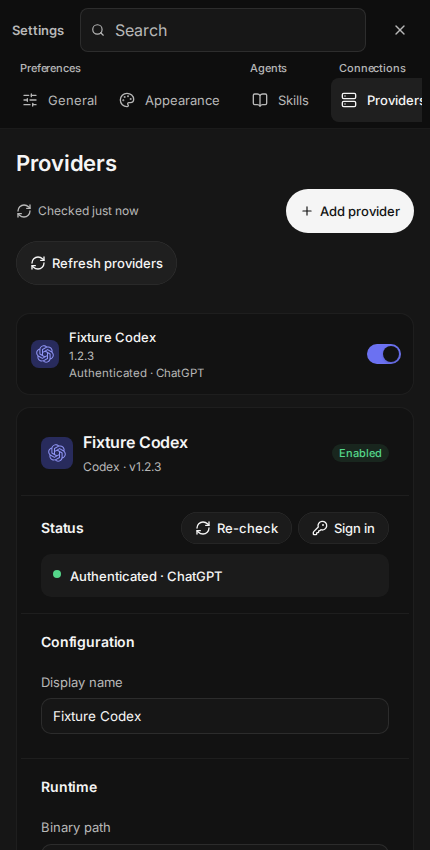 Settings
Search
Preferences
Agents
Connections
General
Appearance
Skills
Providers
Providers
Checked just now
Add provider
Refresh providers
Fixture Codex
1.2.3
Authenticated · ChatGPT
Fixture Codex
Codex · v1.2.3
Enabled
Status
Re-check
Sign in
Authenticated · ChatGPT
Configuration
Display name
Fixture Codex
Runtime
Binary path